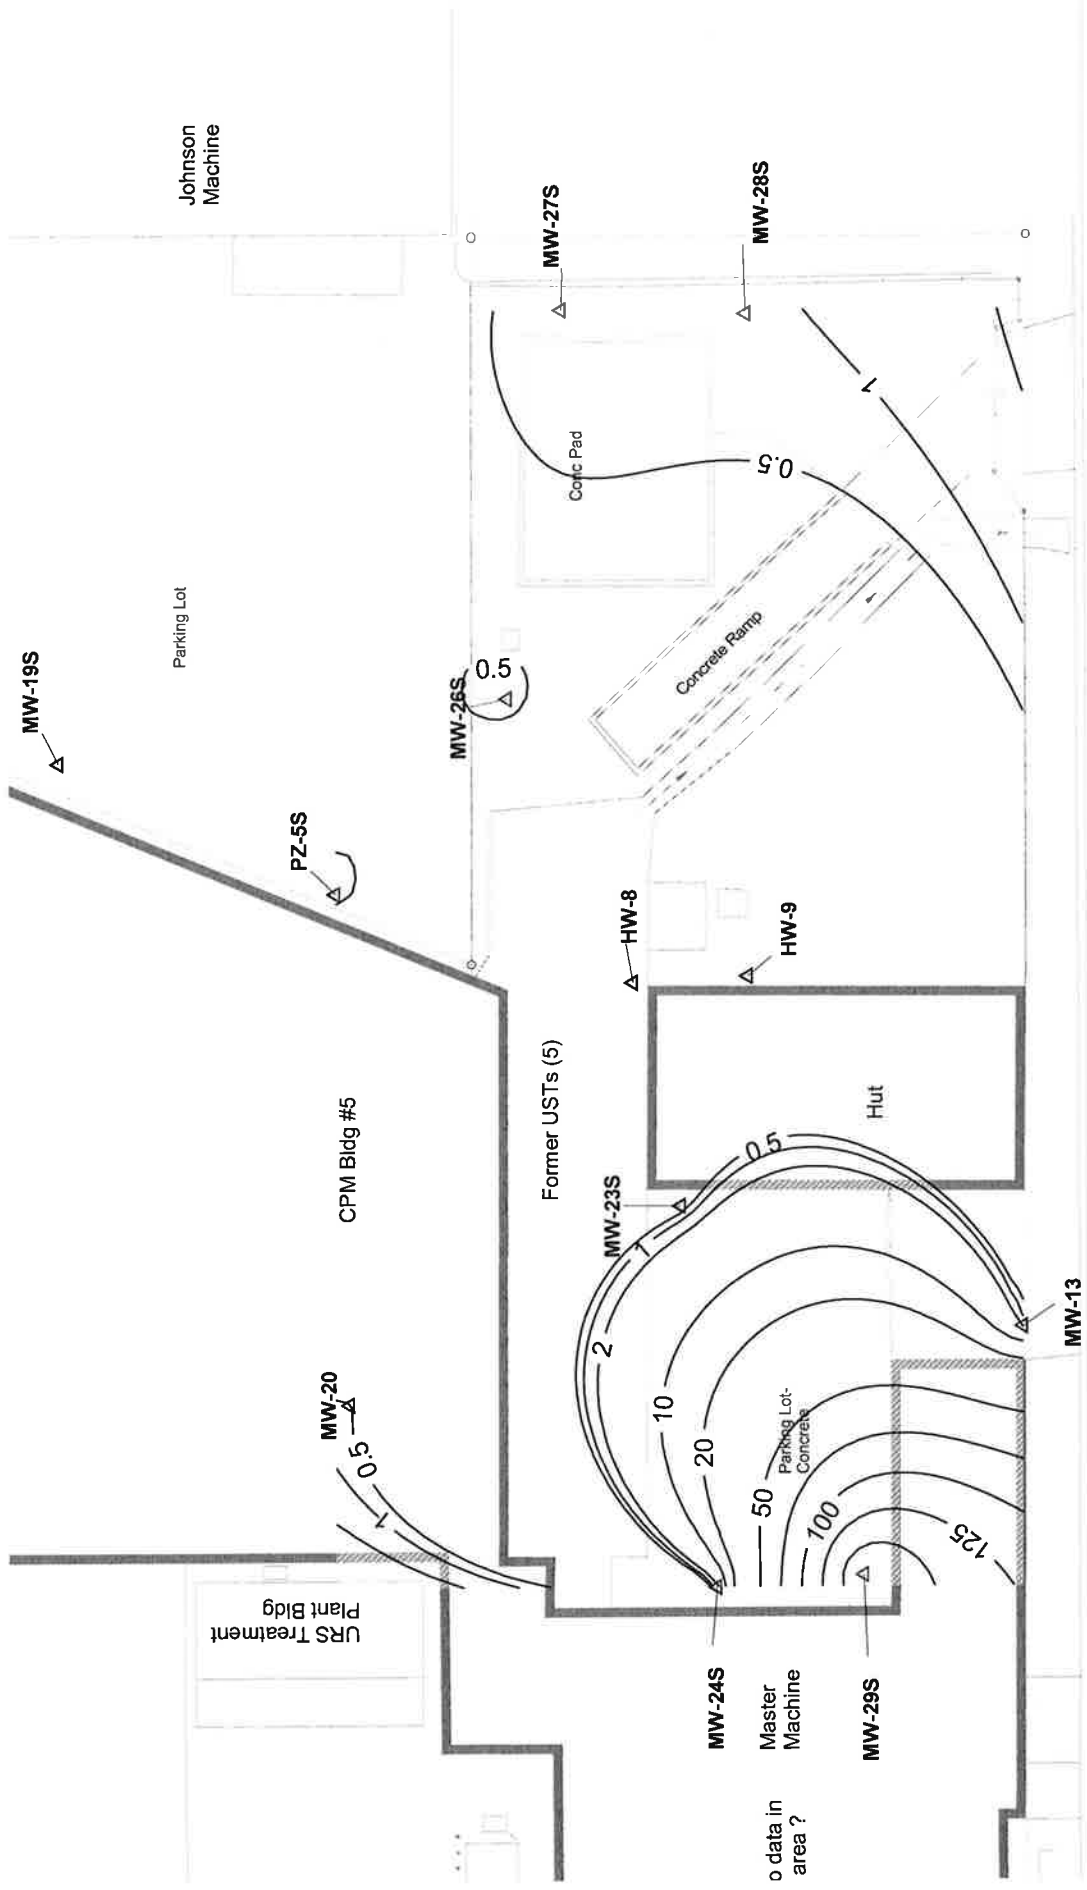 Johnson
Machine
MW-27S
MW-28S
1
0.5
Conc Pad
Parking Lot
MW-19S
0.5
MW-26S
Concrete Ramp
PZ-5S
HW-8
HW-9
CPM Bldg #5
Former USTs (5)
Hut
0.5
MW-23S
1
2
MW-13
MW-20
0.5
1
10
20
Parking Lot-
Concrete
50
100
125
URS Treatment
Plant Bldg
MW-24S
Master
Machine
MW-29S
o data in
area ?